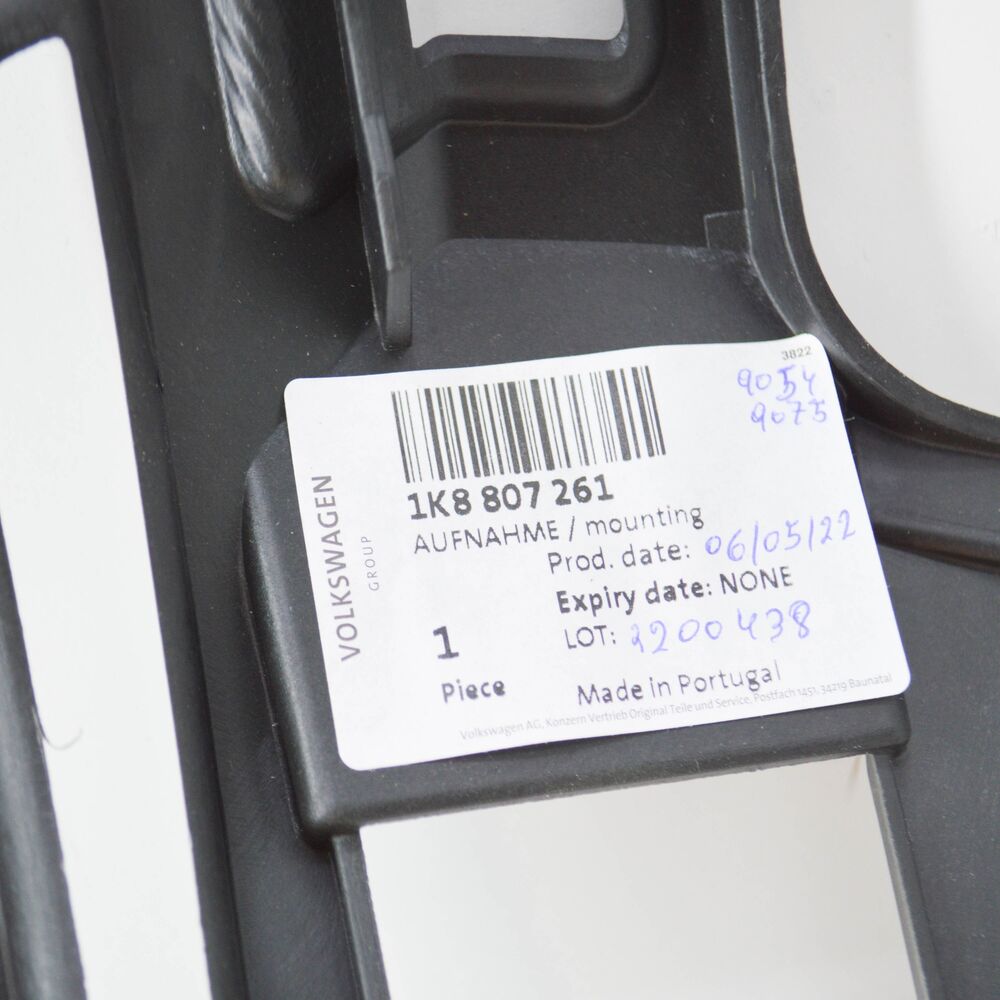 3822
9054
9075
1K8 807 261
AUFNAHME / mounting
Prod. date: 06/05/22
Expiry date: NONE
LOT: 2200438
1
Piece
Made in Portugal
Volkswagen AG, Konzern Vertrieb Original Teile und Service, Postfach 1451, 34219 Baunatal
VOLKSWAGEN
GROUP